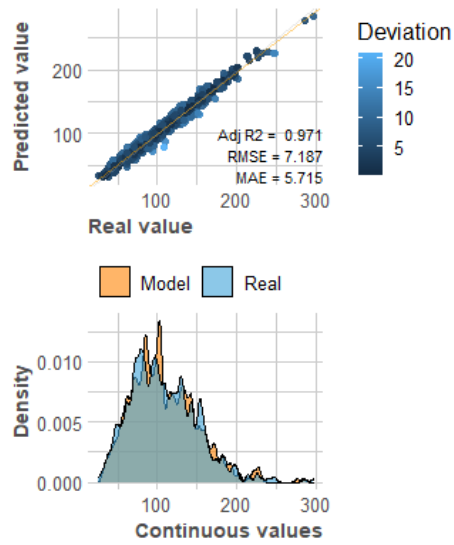 Predicted value
200
100
Adj R2 = 0.971
RMSE = 7.187
MAE = 5.715
100
200
300
Real value
Deviation
20
15
10
5
Model
Real
Density
0.010
0.005
0.000
100
200
300
Continuous values